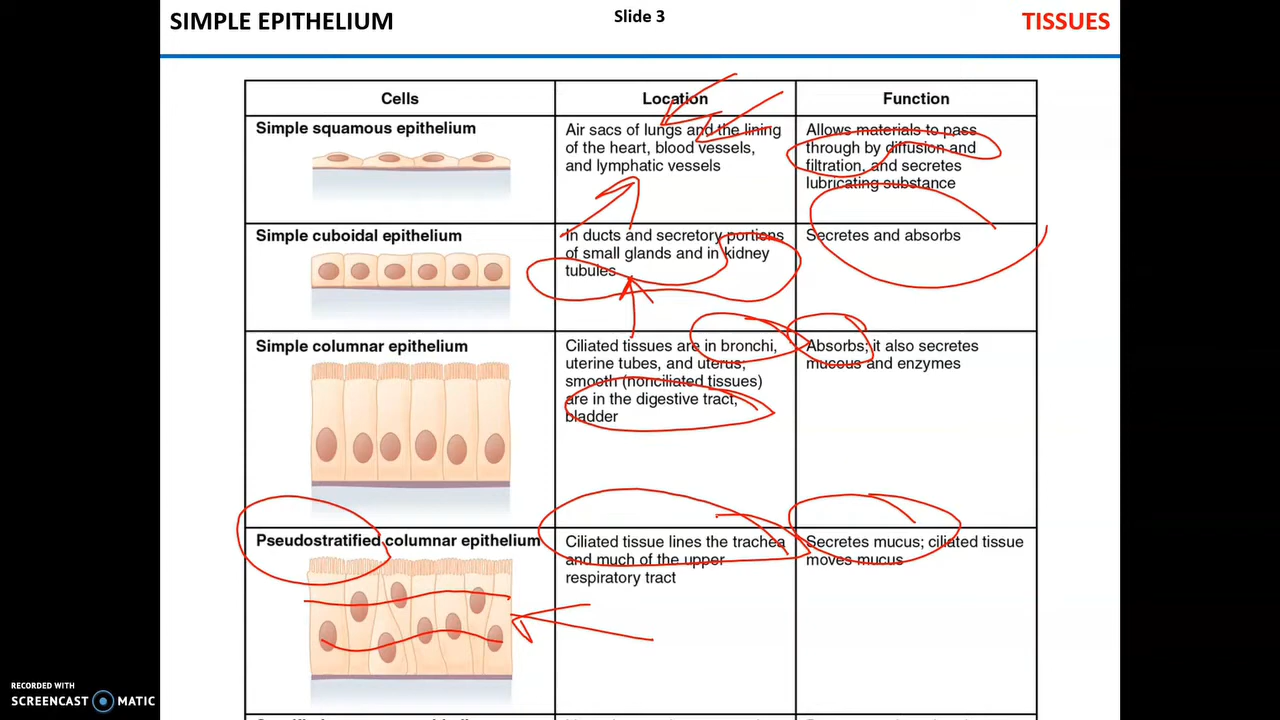 SIMPLE EPITHELIUM
Slide 3
TISSUES
Cells
Location
Function
Simple squamous epithelium
Air sacs of lungs and the lining
of the heart, blood vessels,
and lymphatic vessels
Allows materials to pass
through by diffusion and
filtration, and secretes
lubricating substance
Simple cuboidal epithelium
In ducts and secretory portions
of small glands and in kidney
tubules
Secretes and absorbs
Simple columnar epithelium
Ciliated tissues are in bronchi,
uterine tubes, and uterus;
smooth (nonciliated tissues)
are in the digestive tract,
bladder
Absorbs; it also secretes
mucous and enzymes
Pseudostratified columnar epithelium
Ciliated tissue lines the trachea
and much of the upper
respiratory tract
Secretes mucus; ciliated tissue
moves mucus
RECORDED WITH
SCREENCAST MATIC